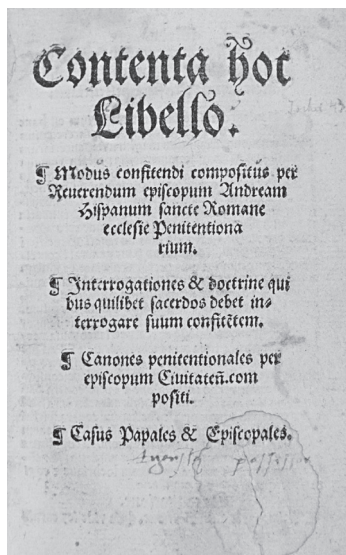 Contenta hoc
Libello.
¶ Modus confitendi compositus per
Reuerendum episcopum Andream
Hispanum sancte Romane
ecclesie Penitentiona
rium.
¶ Interrogationes & doctrine qui
bus quilibet sacerdos debet in-
terrogare suum confitētem.
¶ Canones penitentionales per
episcopum Ciuitateñ.com
positi.
¶ Casus Papales & Episcopales.